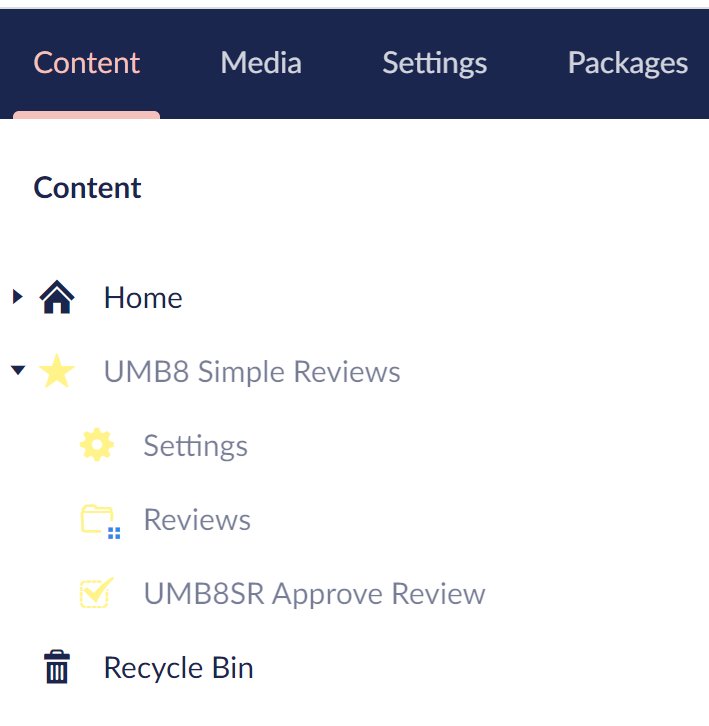 Content Media Settings Packages
Content
Home
UMB8 Simple Reviews
Settings
Reviews
UMB8SR Approve Review
Recycle Bin